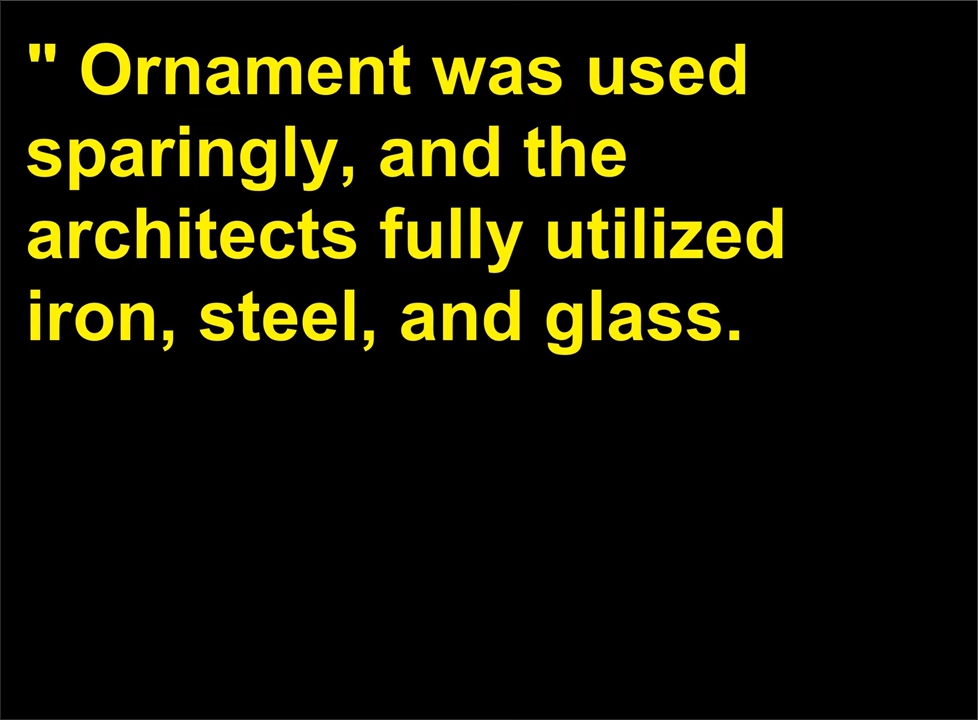 " Ornament was used
sparingly, and the
architects fully utilized
iron, steel, and glass.